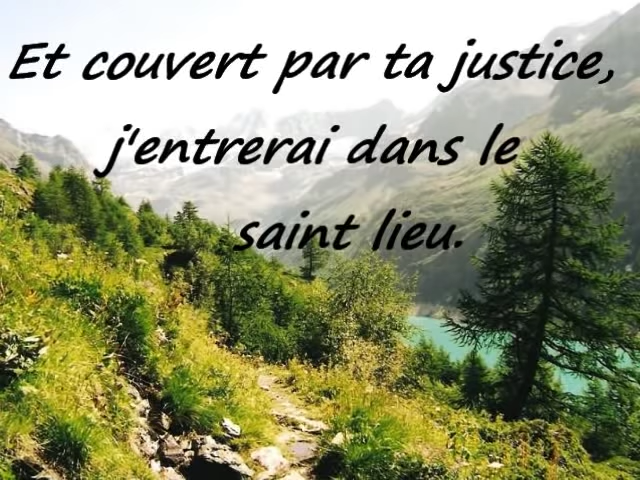 Et couvert par ta justice,
j'entrerai dans le
saint lieu.